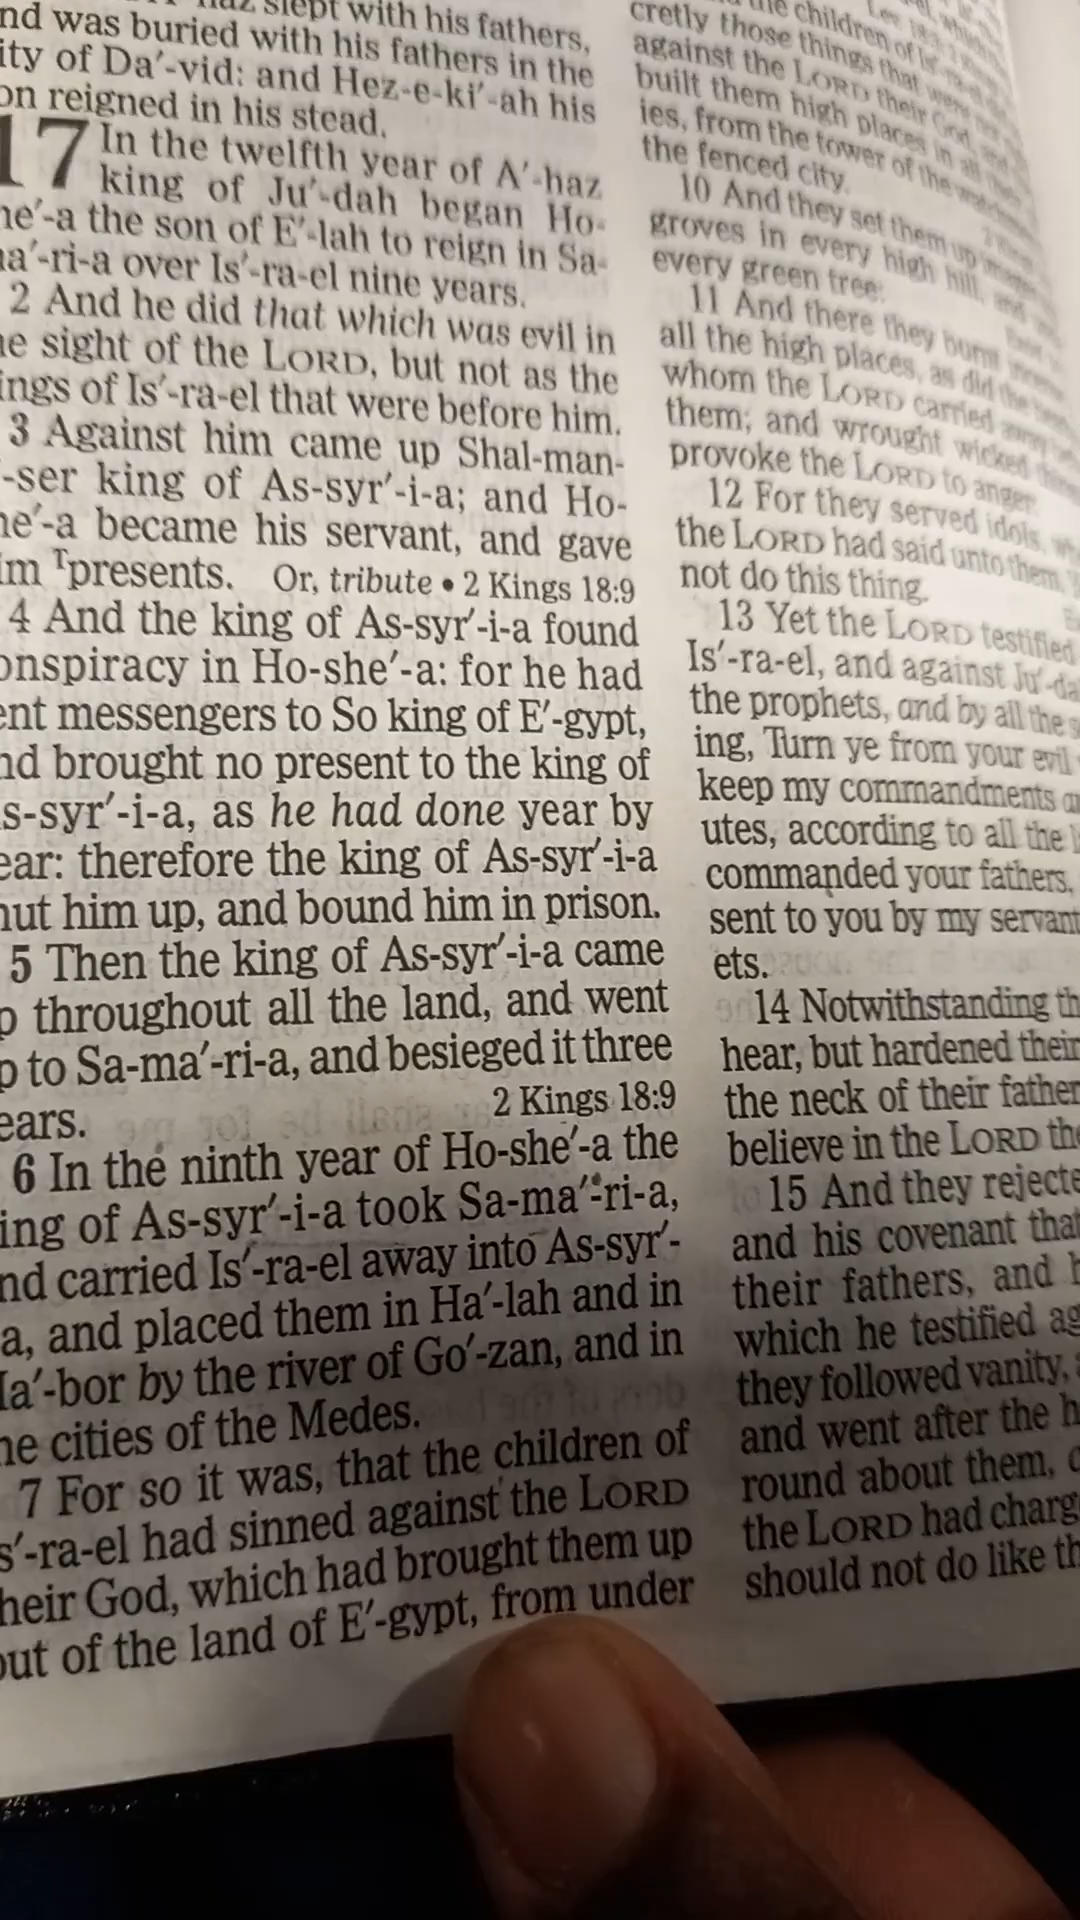 slept with his fathers,
nd was buried with his fathers in the
ity of Da′-vid: and Hez-e-ki′-ah his
on reigned in his stead.
17 In the twelfth year of A′-haz
king of Ju′-dah began Ho-
he′-a the son of E′-lah to reign in Sa-
ma′-ri-a over Is′-ra-el nine years.
2 And he did that which was evil in
he sight of the LORD, but not as the
ings of Is′-ra-el that were before him.
3 Against him came up Shal-man-
-ser king of As-syr′-i-a; and Ho-
he′-a became his servant, and gave
im ᵀpresents. Or, tribute • 2 Kings 18:9
4 And the king of As-syr′-i-a found
onspiracy in Ho-she′-a: for he had
ent messengers to So king of E′-gypt,
nd brought no present to the king of
s-syr′-i-a, as he had done year by
ear: therefore the king of As-syr′-i-a
hut him up, and bound him in prison.
5 Then the king of As-syr′-i-a came
p throughout all the land, and went
p to Sa-ma′-ri-a, and besieged it three
ears. 2 Kings 18:9
6 In the ninth year of Ho-she′-a the
ing of As-syr′-i-a took Sa-ma′-ri-a,
nd carried Is′-ra-el away into As-syr′-
a, and placed them in Ha′-lah and in
Ha′-bor by the river of Go′-zan, and in
he cities of the Medes.
7 For so it was, that the children of
s′-ra-el had sinned against the LORD
heir God, which had brought them up
out of the land of E′-gypt, from under
the children of Is′-ra-el
cretly those things that were not
against the LORD their God, and
built them high places in all their
ies, from the tower of the watchmen
the fenced city.
10 And they set them up images
groves in every high hill, and
every green tree:
11 And there they burnt incense
all the high places, as did the
whom the LORD carried away
them; and wrought wicked things
provoke the LORD to anger:
12 For they served idols,
the LORD had said unto them,
not do this thing.
13 Yet the LORD testified
Is′-ra-el, and against Ju′-da
the prophets, and by all the s
ing, Turn ye from your evil
keep my commandments a
utes, according to all the l
commanded your fathers,
sent to you by my servant
ets.
14 Notwithstanding th
hear, but hardened their
the neck of their father
believe in the LORD the
15 And they rejecte
and his covenant that
their fathers, and h
which he testified ag
they followed vanity,
and went after the h
round about them, c
the LORD had charg
should not do like th